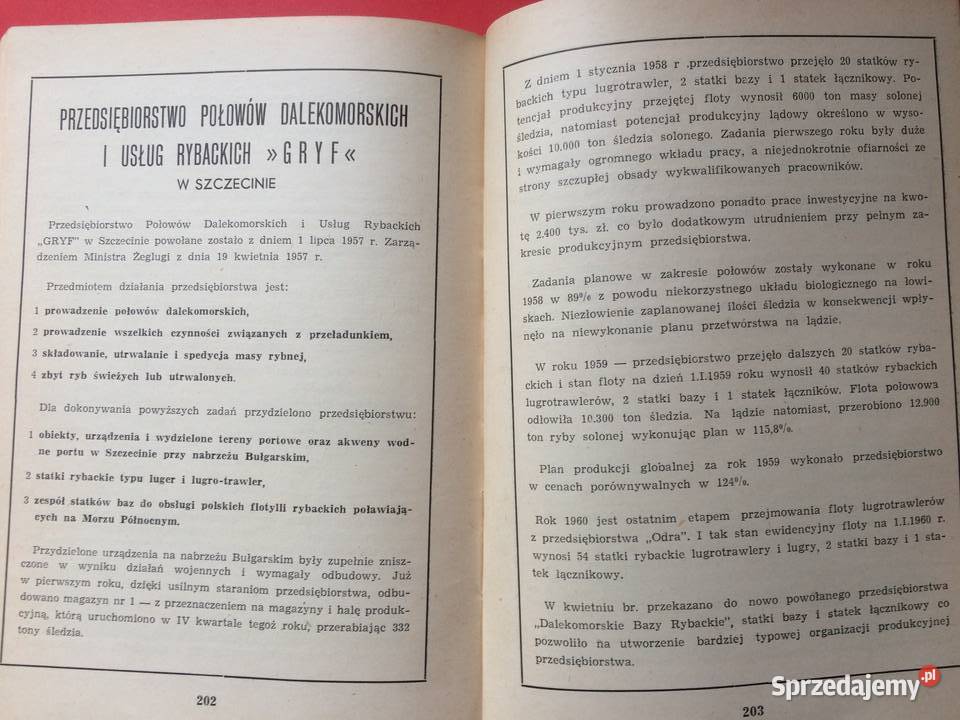 PRZEDSIĘBIORSTWO POŁOWÓW DALEKOMORSKICH
I USŁUG RYBACKICH »GRYF«
W SZCZECINIE
Przedsiębiorstwo Połowów Dalekomorskich i Usług Rybackich
„GRYF” w Szczecinie powołane zostało z dniem 1 lipca 1957 r. Zarzą-
dzeniem Ministra Żeglugi z dnia 19 kwietnia 1957 r.
Przedmiotem działania przedsiębiorstwa jest:
1 prowadzenie połowów dalekomorskich,
2 prowadzenie wszelkich czynności związanych z przeładunkiem,
3 składowanie, utrwalanie i spedycja masy rybnej,
4 zbyt ryb świeżych lub utrwalonych.
Dla dokonywania powyższych zadań przydzielono przedsiębiorstwu:
1 obiekty, urządzenia i wydzielone tereny portowe oraz akweny wod-
ne portu w Szczecinie przy nabrzeżu Bułgarskim,
2 statki rybackie typu luger i lugro-trawler,
3 zespół statków baz do obsługi polskich flotylli rybackich poławiają-
cych na Morzu Północnym.
Przydzielone urządzenia na nabrzeżu Bułgarskim były zupełnie znisz-
czone w wyniku działań wojennych i wymagały odbudowy. Już
w pierwszym roku, dzięki usilnym staraniom przedsiębiorstwa, odbu-
dowano magazyn nr 1 — z przeznaczeniem na magazyny i halę produk-
cyjną, którą uruchomiono w IV kwartale tegoż roku, przerabiając 332
tony śledzia.
202
Z dniem 1 stycznia 1958 r .przedsiębiorstwo przejęło 20 statków ry-
backich typu lugrotrawler, 2 statki bazy i 1 statek łącznikowy. Po-
tencjał produkcyjny przejętej floty wynosił 6000 ton masy solonej
śledzia, natomiast potencjał produkcyjny lądowy określono w wyso-
kości 10.000 ton śledzia solonego. Zadania pierwszego roku były duże
i wymagały ogromnego wkładu pracy, a niejednokrotnie ofiarności ze
strony szczupłej obsady wykwalifikowanych pracowników.
W pierwszym roku prowadzono ponadto prace inwestycyjne na kwo-
tę 2.400 tys. zł. co było dodatkowym utrudnieniem przy pełnym za-
kresie produkcyjnym przedsiębiorstwa.
Zadania planowe w zakresie połowów zostały wykonane w roku
1958 w 89% z powodu niekorzystnego układu biologicznego na łowi-
skach. Niezłowienie zaplanowanej ilości śledzia w konsekwencji wpły-
nęło na niewykonanie planu przetwórstwa na lądzie.
W roku 1959 — przedsiębiorstwo przejęło dalszych 20 statków ryba-
ckich i stan floty na dzień 1.I.1959 roku wynosił 40 statków rybackich
lugrotrawlerów, 2 statki bazy i 1 statek łączników. Flota połowowa
odłowiła 10.300 ton śledzia. Na lądzie natomiast, przerobiono 12.900
ton ryby solonej wykonując plan w 115,8%.
Plan produkcji globalnej za rok 1959 wykonało przedsiębiorstwo
w cenach porównywalnych w 124%.
Rok 1960 jest ostatnim etapem przejmowania floty lugrotrawlerów
z przedsiębiorstwa „Odra”. I tak stan ewidencyjny floty na 1.I.1960 r.
wynosi 54 statki rybackie lugrotrawlery i lugry, 2 statki bazy i 1 sta-
tek łącznikowy.
W kwietniu br. przekazano do nowo powołanego przedsiębiorstwa
„Dalekomorskie Bazy Rybackie”, statki bazy i statek łącznikowy co
pozwoliło na utworzenie bardziej typowej organizacji produkcyjnej
przedsiębiorstwa.
203
Sprzedajemy.pl